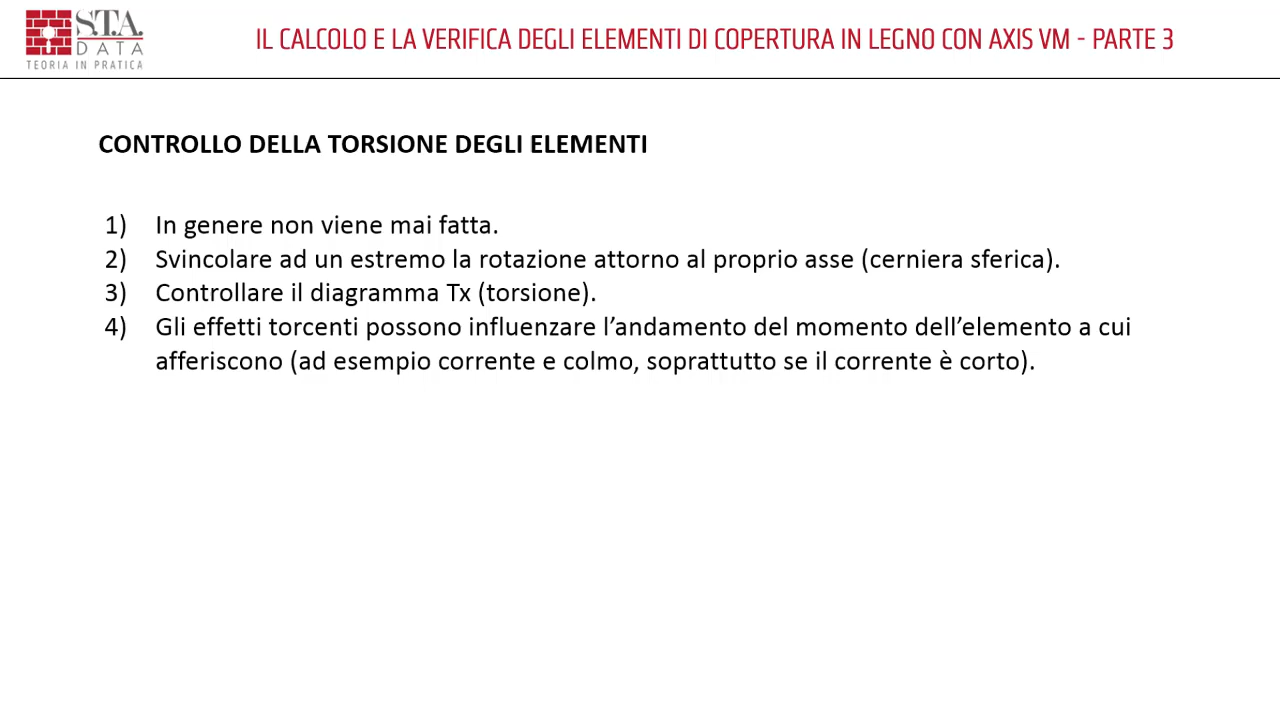 S.T.A.
DATA
TEORIA IN PRATICA
IL CALCOLO E LA VERIFICA DEGLI ELEMENTI DI COPERTURA IN LEGNO CON AXIS VM - PARTE 3
CONTROLLO DELLA TORSIONE DEGLI ELEMENTI
1) In genere non viene mai fatta.
2) Svincolare ad un estremo la rotazione attorno al proprio asse (cerniera sferica).
3) Controllare il diagramma Tx (torsione).
4) Gli effetti torcenti possono influenzare l’andamento del momento dell’elemento a cui
afferiscono (ad esempio corrente e colmo, soprattutto se il corrente è corto).